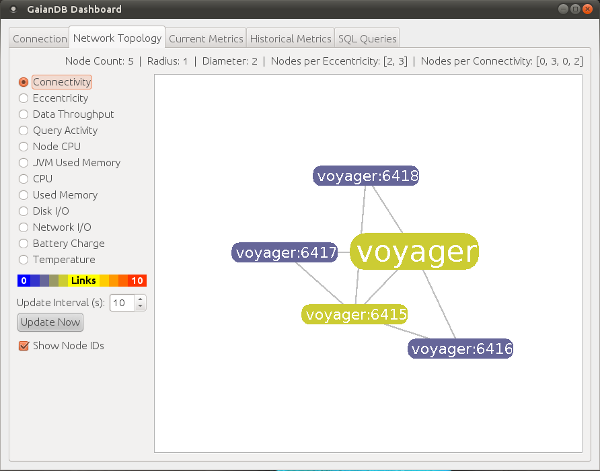 GaianDB Dashboard
Connection Network Topology Current Metrics Historical Metrics SQL Queries
Node Count: 5 | Radius: 1 | Diameter: 2 | Nodes per Eccentricity: [2, 3] | Nodes per Connectivity: [0, 3, 0, 2]
Connectivity
Eccentricity
Data Throughput
Query Activity
Node CPU
JVM Used Memory
CPU
Used Memory
Disk I/O
Network I/O
Battery Charge
Temperature
0 Links 10
Update Interval (s): 10
Update Now
Show Node IDs
voyager:6418
voyager:6417
voyager
voyager:6415
voyager:6416